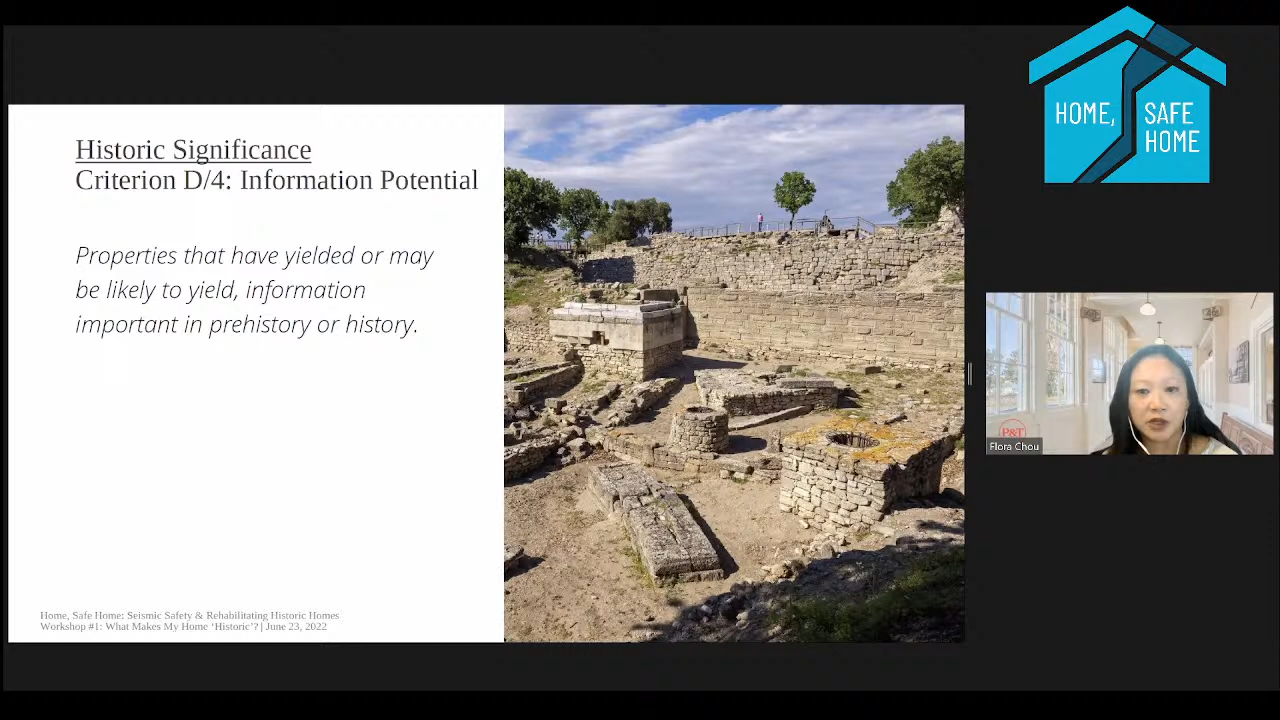 Historic Significance
Criterion D/4: Information Potential
Properties that have yielded or may
be likely to yield, information
important in prehistory or history.
Home, Safe Home: Seismic Safety & Rehabilitating Historic Homes
Workshop #1: What Makes My Home ‘Historic’? | June 23, 2022
HOME,
SAFE
HOME
P&T
Flora Chou